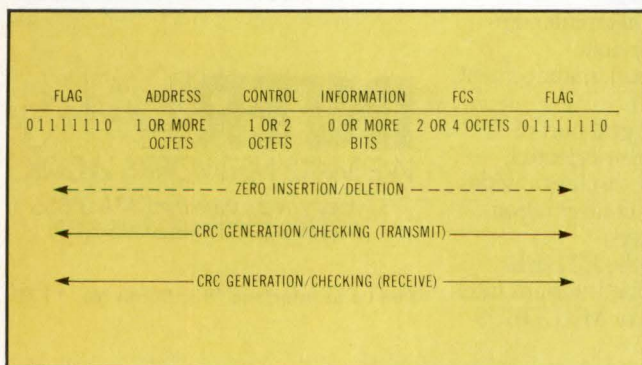 FLAG ADDRESS CONTROL INFORMATION FCS FLAG
01111110 1 OR MORE 1 OR 2 0 OR MORE 2 OR 4 OCTETS 01111110
OCTETS OCTETS BITS
ZERO INSERTION/DELETION
CRC GENERATION/CHECKING (TRANSMIT)
CRC GENERATION/CHECKING (RECEIVE)